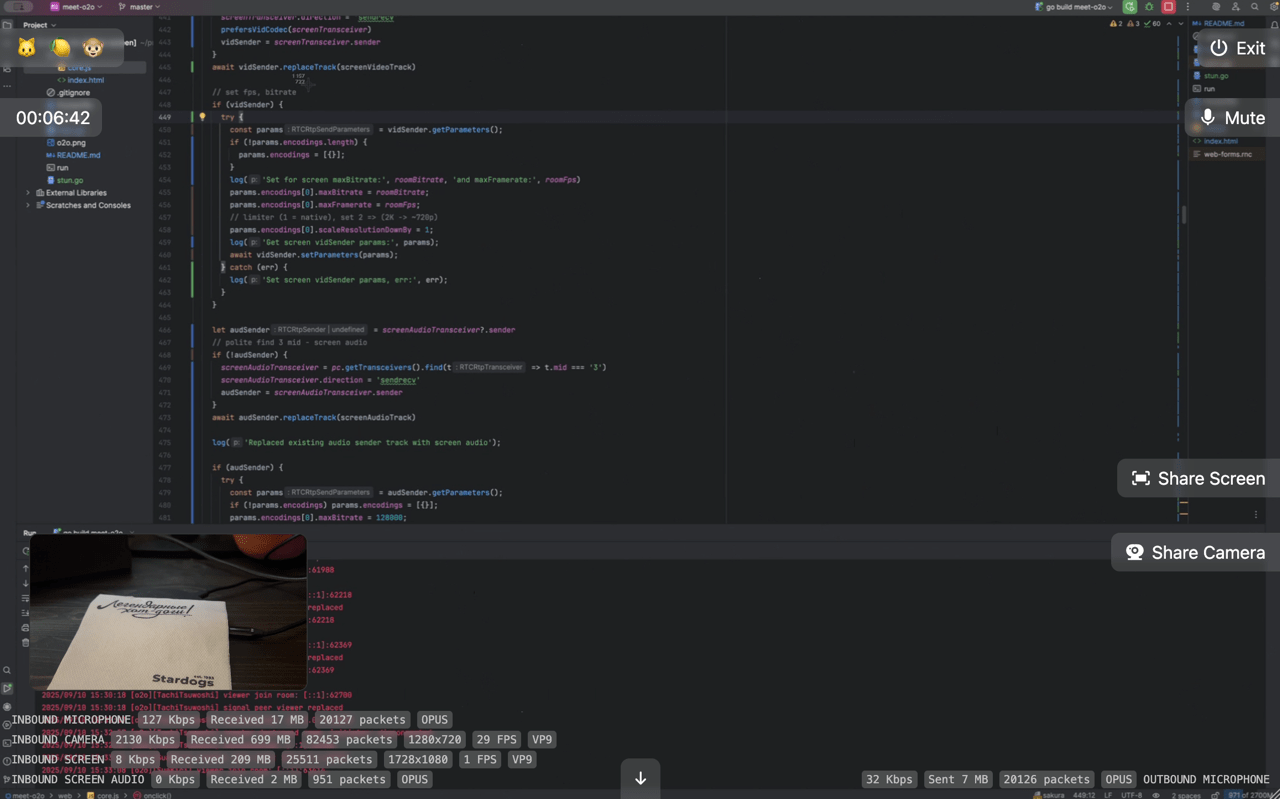 meet-o2o
master
go build meet-o2o
Project
README.md
Exit
core.js
index.html
.gitignore
stun.go
run
00:06:42
Mute
o2o.png
README.md
index.html
run
web-forms.rnc
stun.go
External Libraries
Scratches and Consoles
2 3 60
442 prefersVidCodec(screenTransceiver)
443 vidSender = screenTransceiver.sender
444 }
445 await vidSender.replaceTrack(screenVideoTrack)
446
447 // set fps, bitrate
448 if (vidSender) {
449 try {
450 const params : RTCRtpSendParameters = vidSender.getParameters();
451 if (!params.encodings.length) {
452 params.encodings = [{}];
453 }
454 log( p: 'Set for screen maxBitrate:', roomBitrate, 'and maxFramerate:', roomFps)
455 params.encodings[0].maxBitrate = roomBitrate;
456 params.encodings[0].maxFramerate = roomFps;
457 // limiter (1 = native), set 2 => (2K -> ~720p)
458 params.encodings[0].scaleResolutionDownBy = 1;
459 log( p: 'Get screen vidSender params:', params);
460 await vidSender.setParameters(params);
461 } catch (err) {
462 log( p: 'Set screen vidSender params, err:', err);
463 }
464 }
465
466 let audSender : RTCRtpSender | undefined = screenAudioTransceiver?.sender
467 // polite find 3 mid - screen audio
468 if (!audSender) {
469 screenAudioTransceiver = pc.getTransceivers().find(t : RTCRtpTransceiver => t.mid === '3')
470 screenAudioTransceiver.direction = 'sendrecv'
471 audSender = screenAudioTransceiver.sender
472 }
473 await audSender.replaceTrack(screenAudioTrack)
474
475 log( p: 'Replaced existing audio sender track with screen audio');
476
477 if (audSender) {
478 try {
479 const params : RTCRtpSendParameters = audSender.getParameters();
480 if (!params.encodings) params.encodings = [{}];
481 params.encodings[0].maxBitrate = 128000;
Share Screen
Share Camera
Run go build meet-o2o
:61988
::1]:62210
replaced
:62218
::1]:62369
replaced
:62369
Легендарные
хот-доги!
Stardogs
2025/09/10 15:30:18 [o2o][TachiTsuwoshi] viewer join room: [::1]:62700
2025/09/10 15:30:18 [o2o][TachiTsuwoshi] signal peer viewer replaced
INBOUND MICROPHONE 127 Kbps Received 17 MB 20127 packets OPUS
INBOUND CAMERA 2130 Kbps Received 699 MB 82453 packets 1280x720 29 FPS VP9
INBOUND SCREEN 8 Kbps Received 209 MB 25511 packets 1728x1080 1 FPS VP9
INBOUND SCREEN AUDIO 0 Kbps Received 2 MB 951 packets OPUS
32 Kbps Sent 7 MB 20126 packets OPUS OUTBOUND MICROPHONE
meet-o2o web core.js onclick()
sakura 449:12 LF UTF-8 2 spaces 971 of 2700M